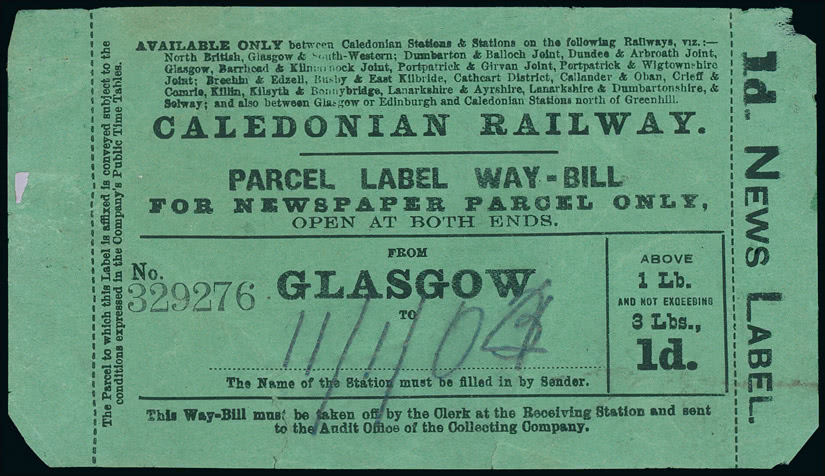 AVAILABLE ONLY between Caledonian Stations & Stations on the following Railways, viz.:—
North British, Glasgow & South-Western; Dumbarton & Balloch Joint, Dundee & Arbroath Joint,
Glasgow, Barrhead & Kilmarnock Joint, Portpatrick & Girvan Joint, Portpatrick & Wigtownshire
Joint; Brechin & Edzell, Busby & East Kilbride, Cathcart District, Callander & Oban, Crieff &
Comrie, Killin, Kilsyth & Bonnybridge, Lanarkshire & Ayrshire, Lanarkshire & Dumbartonshire, &
Solway; and also between Glasgow or Edinburgh and Caledonian Stations north of Greenhill.
CALEDONIAN RAILWAY.
PARCEL LABEL WAY-BILL
FOR NEWSPAPER PARCEL ONLY,
OPEN AT BOTH ENDS.
No.
329276
FROM
GLASGOW
TO
11/11/0
The Name of the Station must be filled in by Sender.
ABOVE
1 Lb.
AND NOT EXCEEDING
3 Lbs.,
1d.
This Way-Bill must be taken off by the Clerk at the Receiving Station and sent
to the Audit Office of the Collecting Company.
The Parcel to which this Label is affixed is conveyed subject to the
conditions expressed in the Company's Public Time Tables.
1d. NEWS LABEL.